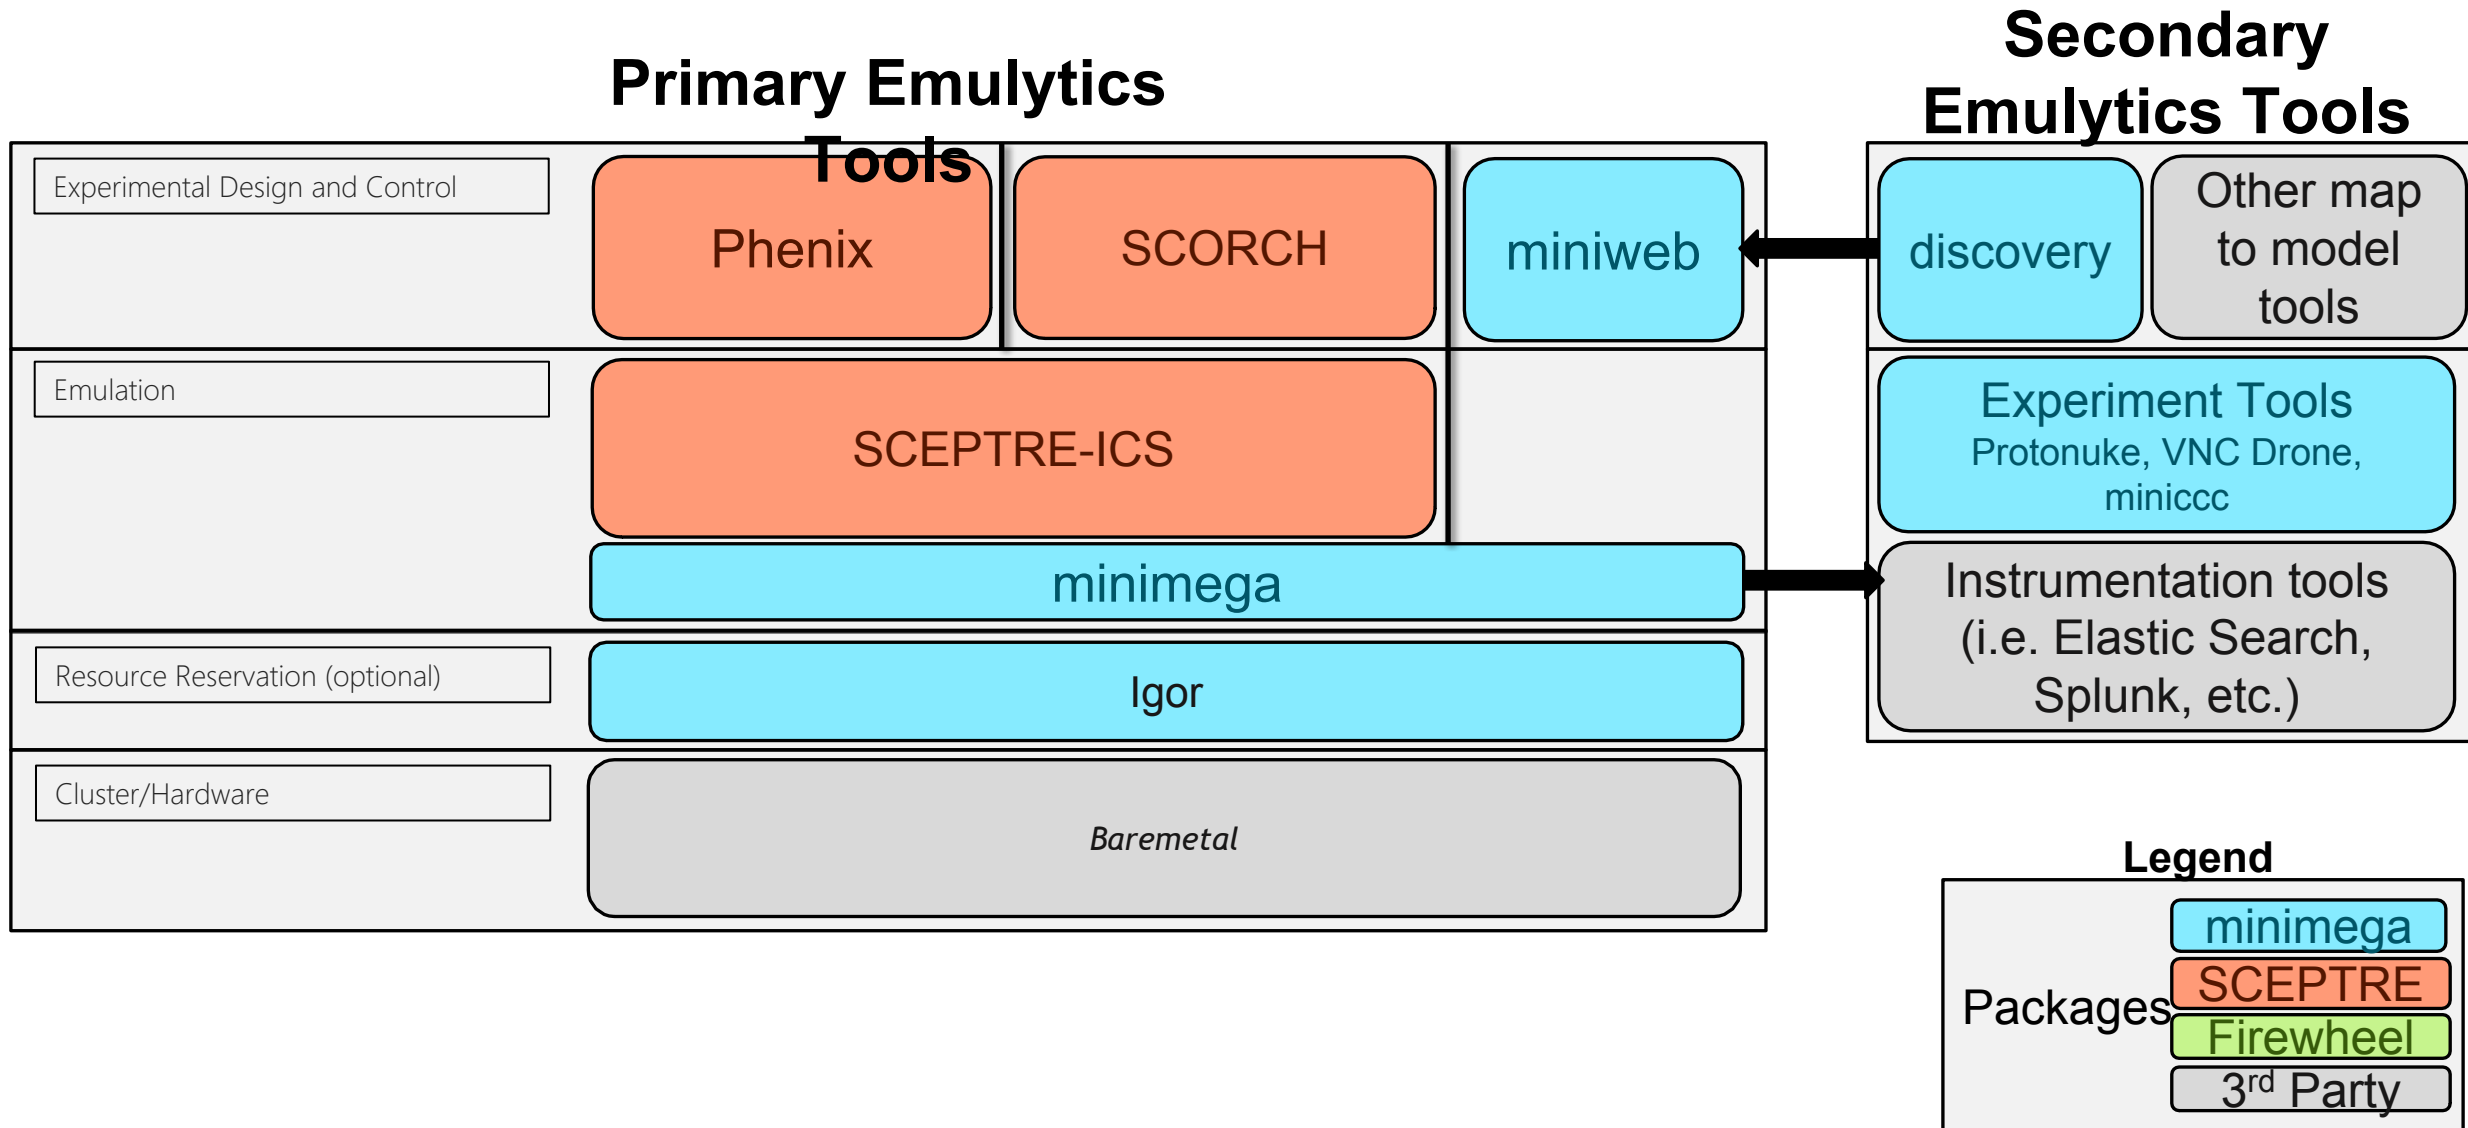 Primary Emulytics
Tools
Experimental Design and Control
Phenix
SCORCH
miniweb
Emulation
SCEPTRE-ICS
minimega
Resource Reservation (optional)
Igor
Cluster/Hardware
Baremetal
Secondary
Emulytics Tools
discovery
Other map
to model
tools
Experiment Tools
Protonuke, VNC Drone,
miniccc
Instrumentation tools
(i.e. Elastic Search,
Splunk, etc.)
Legend
Packages
minimega
SCEPTRE
Firewheel
3rd Party